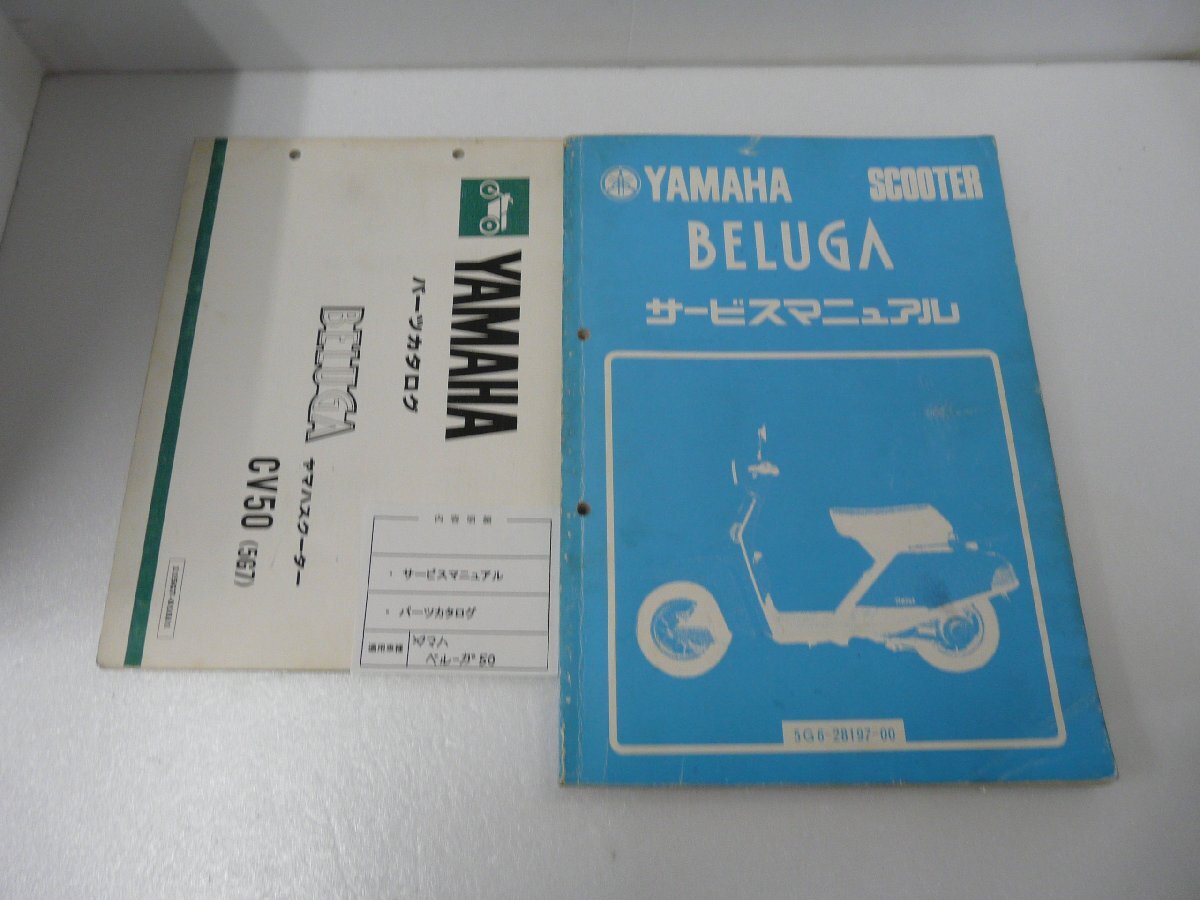 YAMAHA
パーツカタログ
BELUGA
ヤマハスクーター
CV50 (5G7)
内容明細
・ サービスマニュアル
・ パーツカタログ
適用車種 ヤマハ
ベルーガ50
YAMAHA SCOOTER
BELUGA
サービスマニュアル
YAMAHA
5G6-28197-00